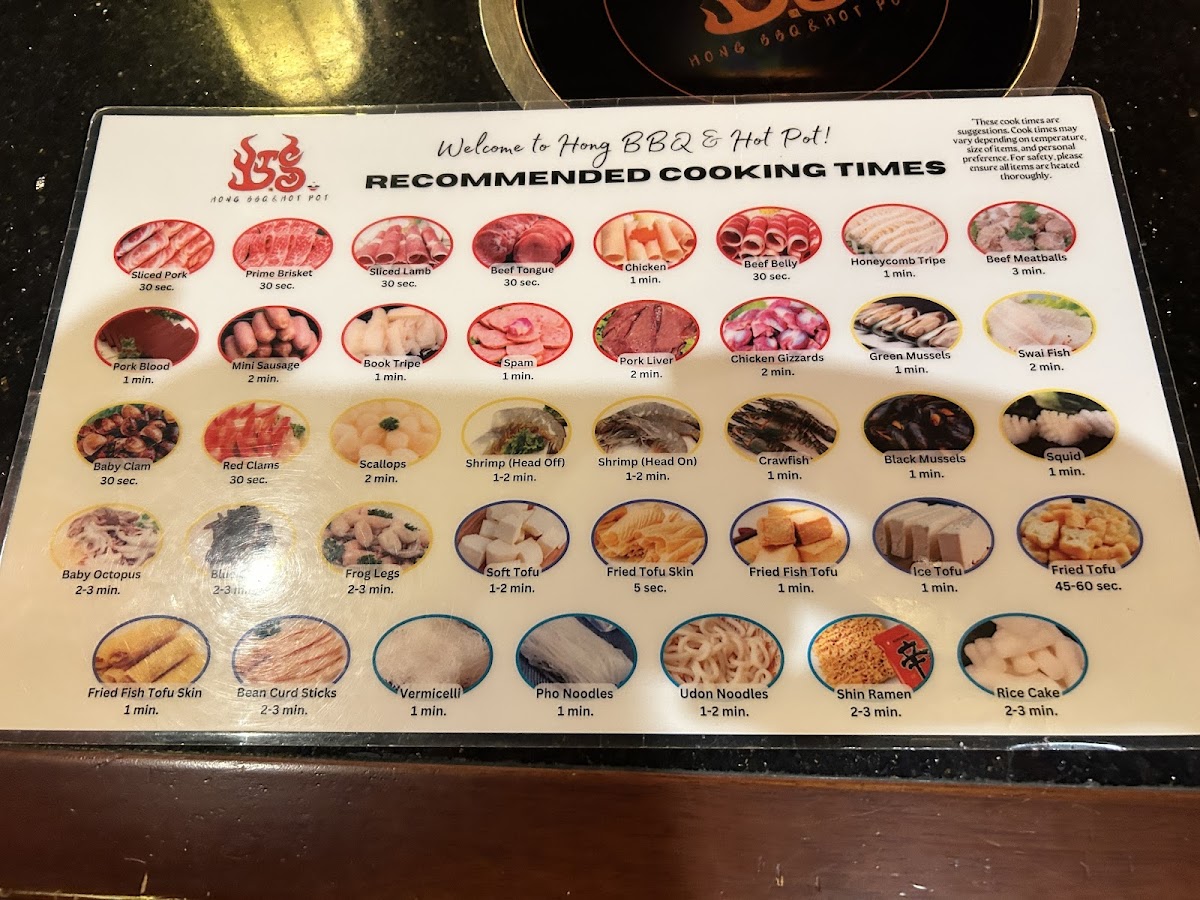 HONG BBQ & HOT POT
Welcome to Hong BBQ & Hot Pot!
RECOMMENDED COOKING TIMES
*These cook times are
suggestions. Cook times may
vary depending on temperature,
size of items, and personal
preference. For safety, please
ensure all items are heated
thoroughly.
HONG BBQ & HOT POT
Sliced Pork
30 sec.
Prime Brisket
30 sec.
Sliced Lamb
30 sec.
Beef Tongue
30 sec.
Chicken
1 min.
Beef Belly
30 sec.
Honeycomb Tripe
1 min.
Beef Meatballs
3 min.
Pork Blood
1 min.
Mini Sausage
2 min.
Book Tripe
1 min.
Spam
1 min.
Pork Liver
2 min.
Chicken Gizzards
2 min.
Green Mussels
1 min.
Swai Fish
2 min.
Baby Clam
30 sec.
Red Clams
30 sec.
Scallops
2 min.
Shrimp (Head Off)
1-2 min.
Shrimp (Head On)
1-2 min.
Crawfish
1 min.
Black Mussels
1 min.
Squid
1 min.
Baby Octopus
2-3 min.
2-3 min.
Frog Legs
2-3 min.
Soft Tofu
1-2 min.
Fried Tofu Skin
5 sec.
Fried Fish Tofu
1 min.
Ice Tofu
1 min.
Fried Tofu
45-60 sec.
Fried Fish Tofu Skin
1 min.
Bean Curd Sticks
2-3 min.
Vermicelli
1 min.
Pho Noodles
1 min.
Udon Noodles
1-2 min.
Shin Ramen
2-3 min.
Rice Cake
2-3 min.